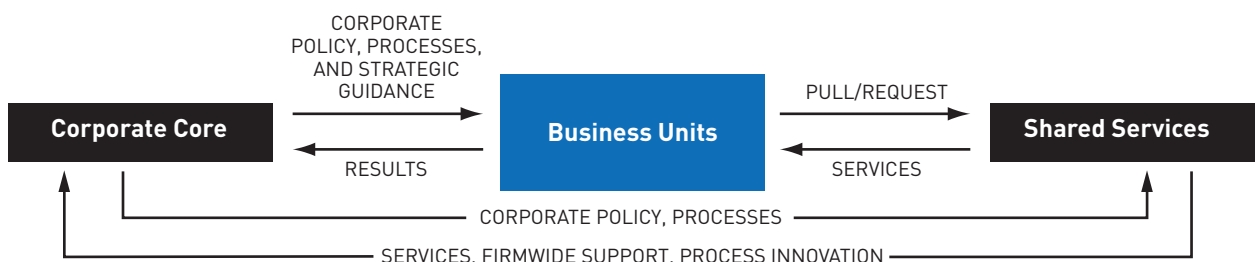 CORPORATE
POLICY, PROCESSES,
AND STRATEGIC
GUIDANCE
PULL/REQUEST
Corporate Core
Business Units
Shared Services
RESULTS
SERVICES
CORPORATE POLICY, PROCESSES
SERVICES, FIRMWIDE SUPPORT, PROCESS INNOVATION